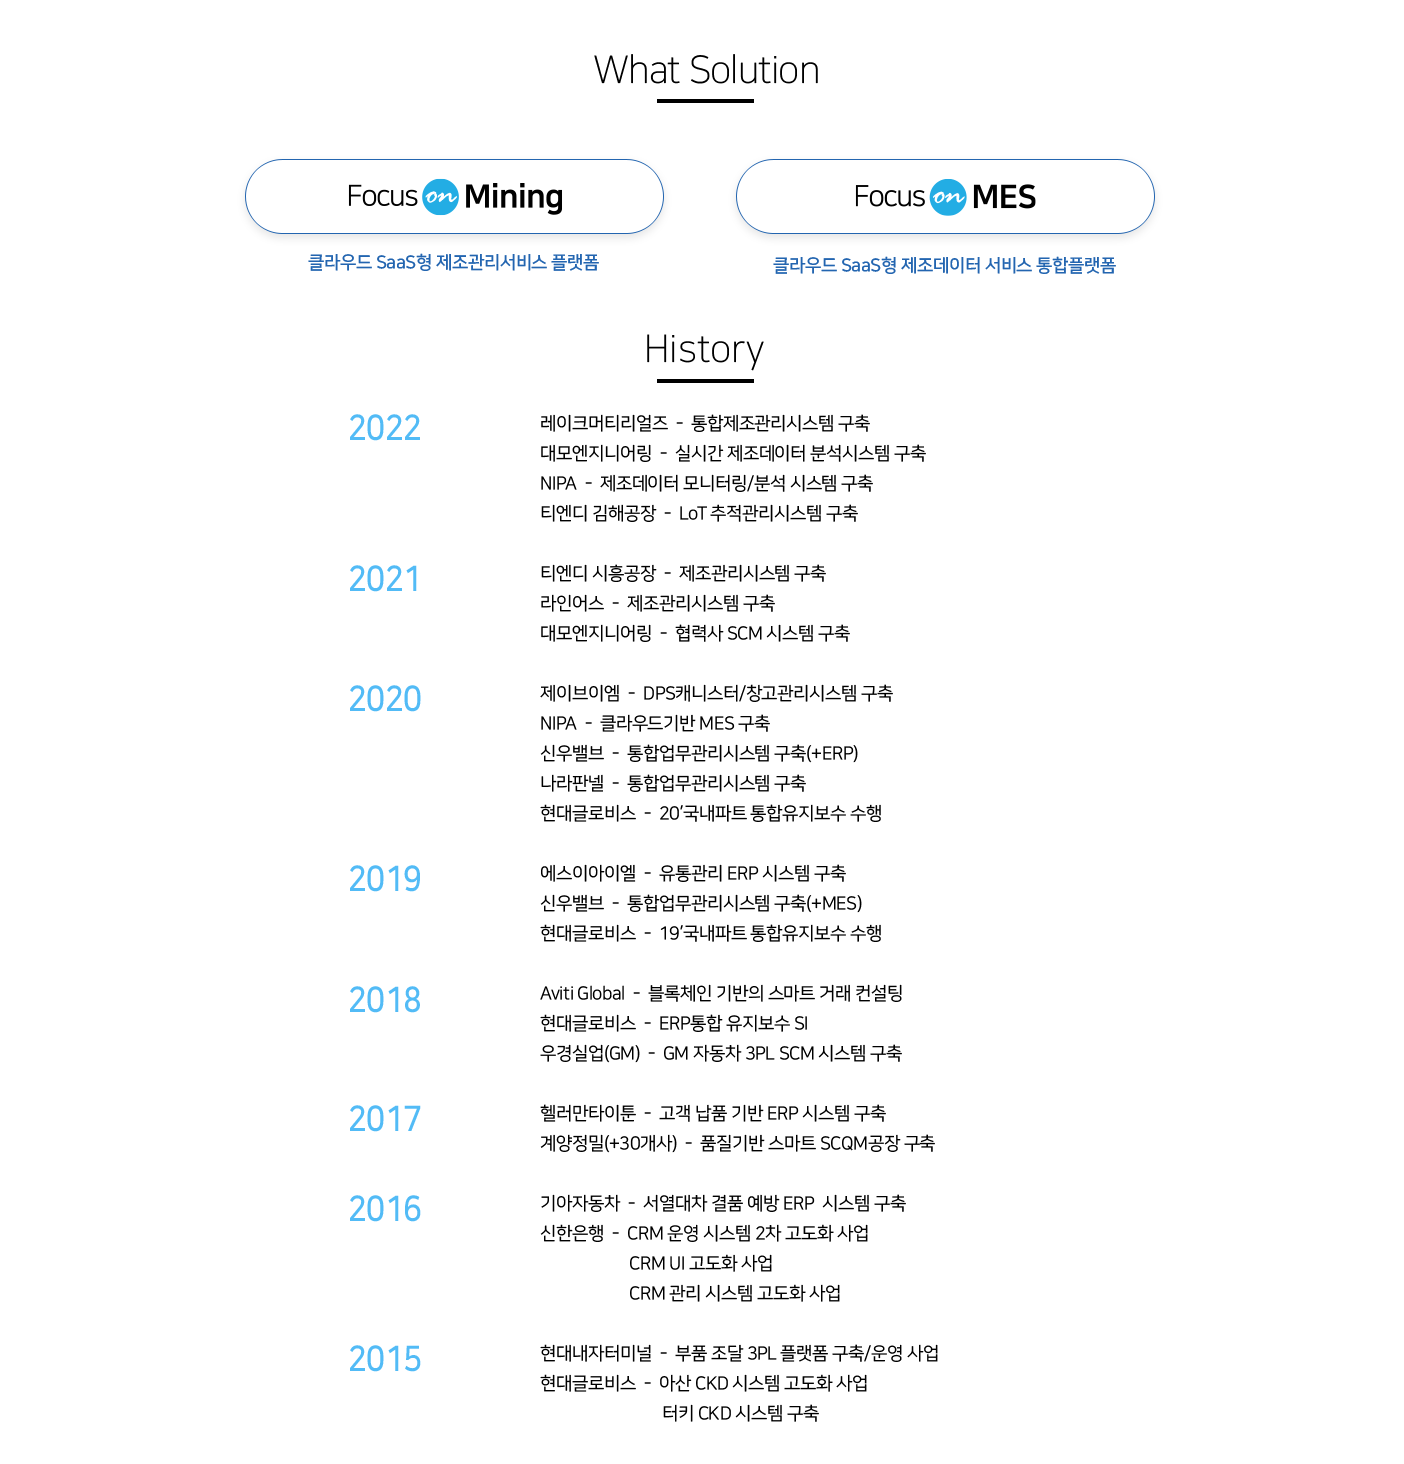 What Solution
Focus on Mining
Focus on MES
클라우드 SaaS형 제조관리서비스 플랫폼
클라우드 SaaS형 제조데이터 서비스 통합플랫폼
History
2022
레이크머티리얼즈 - 통합제조관리시스템 구축
대모엔지니어링 - 실시간 제조데이터 분석시스템 구축
NIPA - 제조데이터 모니터링/분석 시스템 구축
티엔디 김해공장 - LoT 추적관리시스템 구축
2021
티엔디 시흥공장 - 제조관리시스템 구축
라인어스 - 제조관리시스템 구축
대모엔지니어링 - 협력사 SCM 시스템 구축
2020
제이브이엠 - DPS캐니스터/창고관리시스템 구축
NIPA - 클라우드기반 MES 구축
신우밸브 - 통합업무관리시스템 구축(+ERP)
나라판넬 - 통합업무관리시스템 구축
현대글로비스 - 20’국내파트 통합유지보수 수행
2019
에스이아이엘 - 유통관리 ERP 시스템 구축
신우밸브 - 통합업무관리시스템 구축(+MES)
현대글로비스 - 19’국내파트 통합유지보수 수행
2018
Aviti Global - 블록체인 기반의 스마트 거래 컨설팅
현대글로비스 - ERP통합 유지보수 SI
우경실업(GM) - GM 자동차 3PL SCM 시스템 구축
2017
헬러만타이툰 - 고객 납품 기반 ERP 시스템 구축
계양정밀(+30개사) - 품질기반 스마트 SCQM공장 구축
2016
기아자동차 - 서열대차 결품 예방 ERP 시스템 구축
신한은행 - CRM 운영 시스템 2차 고도화 사업
CRM UI 고도화 사업
CRM 관리 시스템 고도화 사업
2015
현대내자터미널 - 부품 조달 3PL 플랫폼 구축/운영 사업
현대글로비스 - 아산 CKD 시스템 고도화 사업
터키 CKD 시스템 구축